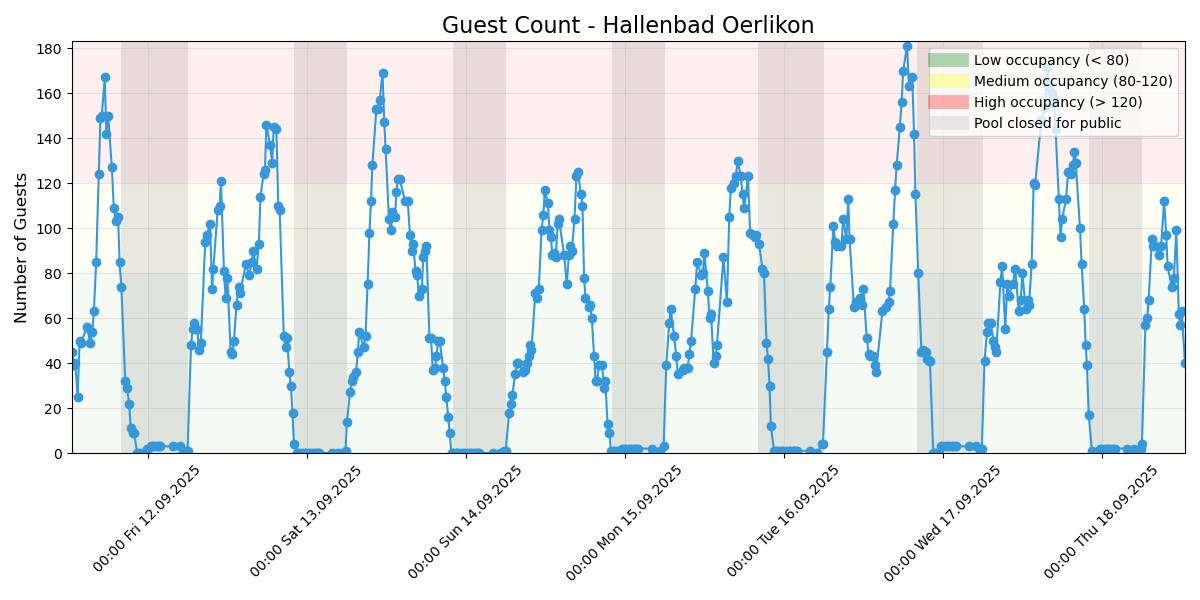 Guest Count - Hallenbad Oerlikon
Number of Guests
180
160
140
120
100
80
60
40
20
0
Low occupancy (< 80)
Medium occupancy (80-120)
High occupancy (> 120)
Pool closed for public
00:00 Fri 12.09.2025
00:00 Sat 13.09.2025
00:00 Sun 14.09.2025
00:00 Mon 15.09.2025
00:00 Tue 16.09.2025
00:00 Wed 17.09.2025
00:00 Thu 18.09.2025